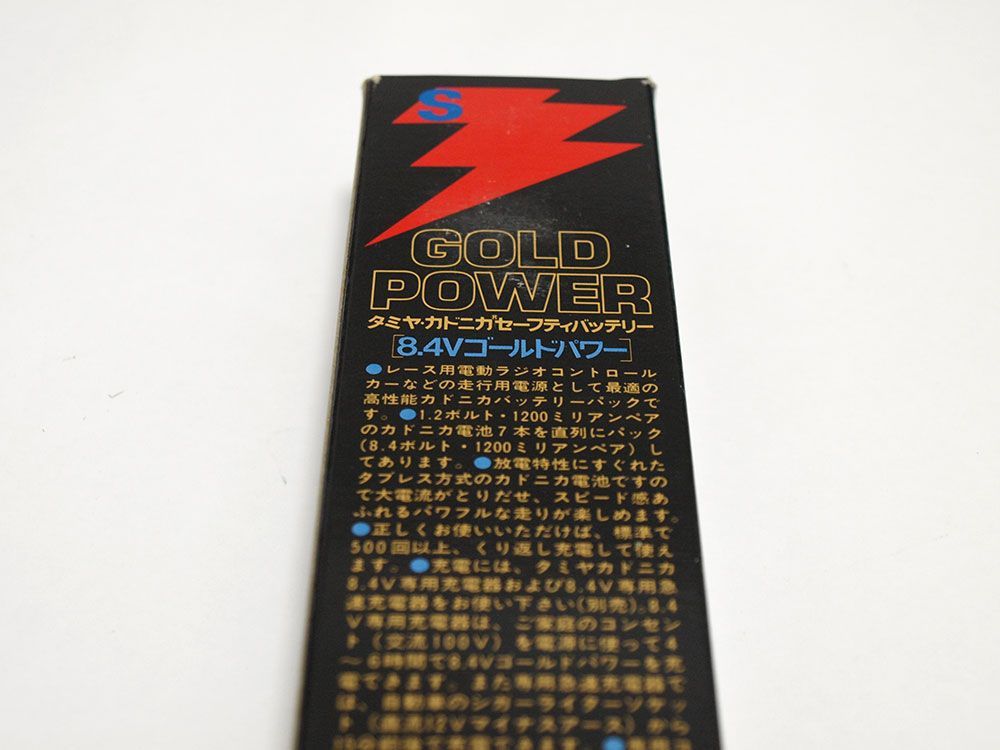 S
GOLD
POWER
タミヤ・カドニカセーフティバッテリー
[8.4Vゴールドパワー]
●レース用電動ラジオコントロール
カーなどの走行用電源として最適の
高性能カドニカバッテリーパックで
す。●1.2ボルト・1200ミリアンペア
のカドニカ電池7本を直列にパック
(8.4ボルト・1200ミリアンペア)し
てあります。●放電特性にすぐれた
タブレス方式のカドニカ電池ですの
で大電流がとりだせ、スピード感あ
ふれるパワフルな走りが楽しめます。
●正しくお使いいただけば、標準で
500回以上、くり返し充電して使え
ます。●充電には、タミヤカドニカ
8.4V専用充電器および8.4V専用急
速充電器をお使い下さい(別売).8.4
V専用充電器は、ご家庭のコンセン
ト(交流100V)を電源に使って4
〜6時間で8.4Vゴールドパワーを充
電できます。また専用急速充電器で
は、自動車のシガーライターソケッ
ト(直流12Vマイナスアース)から